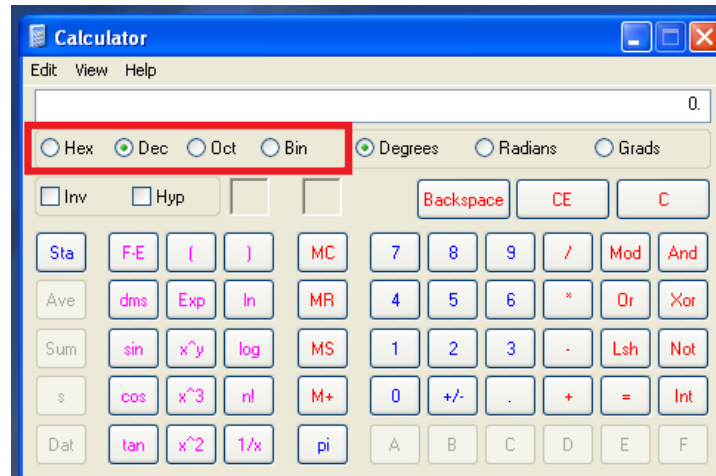 Calculator
Edit View Help
0.
Hex Dec Oct Bin Degrees Radians Grads
Inv Hyp Backspace CE C
Sta F-E ( ) MC 7 8 9 / Mod And
Ave dms Exp ln MR 4 5 6 * Or Xor
Sum sin x^y log MS 1 2 3 - Lsh Not
s cos x^3 n! M+ 0 +/- . + = Int
Dat tan x^2 1/x pi A B C D E F